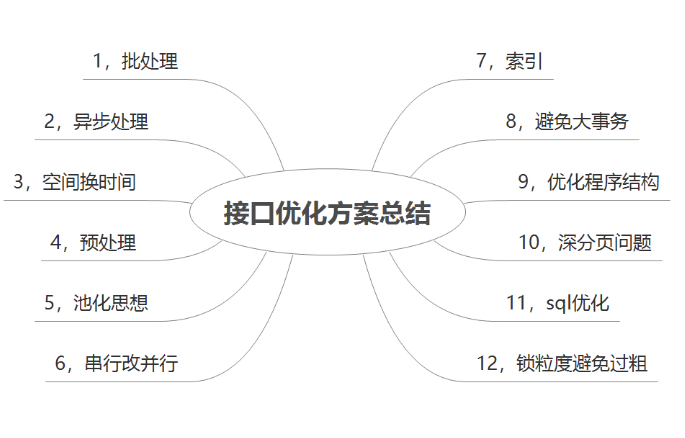 1，批处理
2，异步处理
3，空间换时间
4，预处理
5，池化思想
6，串行改并行
接口优化方案总结
7，索引
8，避免大事务
9，优化程序结构
10，深分页问题
11，sql优化
12，锁粒度避免过粗